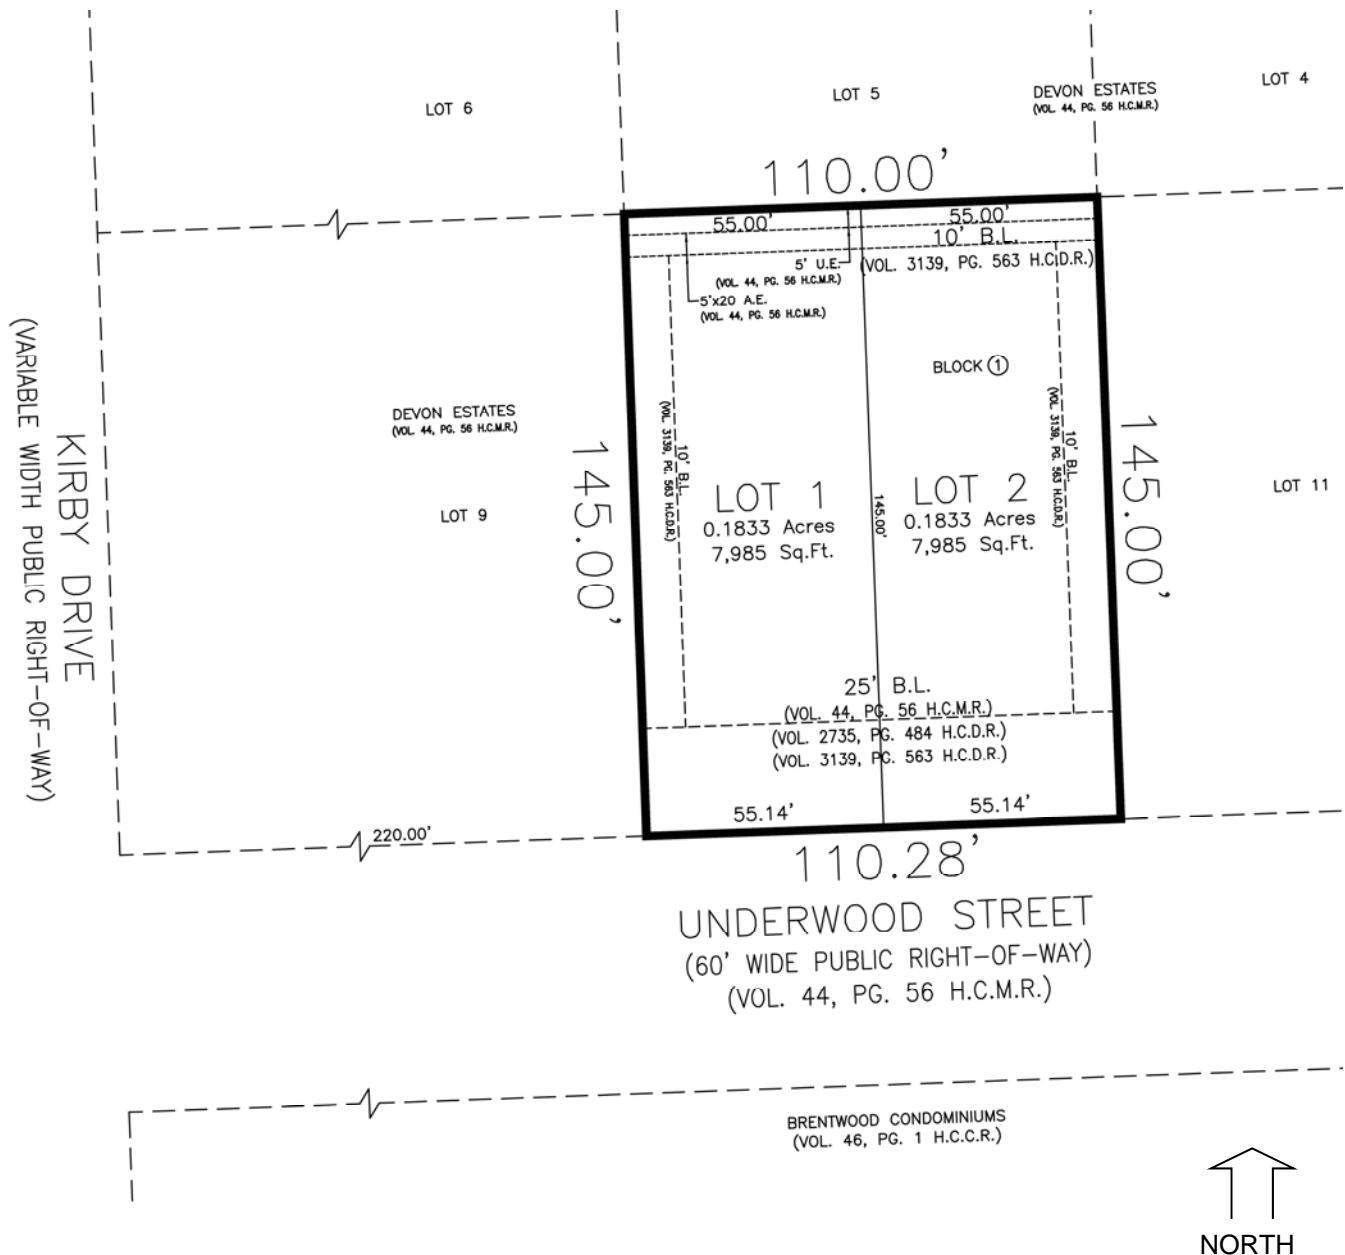 LOT 6
LOT 5
DEVON ESTATES
(VOL. 44, PG. 56 H.C.M.R.)
LOT 4
110.00'
55.00'
55.00'
10' B.L.
(VOL. 3139, PG. 563 H.C.D.R.)
5' U.E.
(VOL. 44, PG. 56 H.C.M.R.)
5'x20 A.E.
(VOL. 44, PG. 56 H.C.M.R.)
BLOCK 1
DEVON ESTATES
(VOL. 44, PG. 56 H.C.M.R.)
LOT 9
KIRBY DRIVE
(VARIABLE WIDTH PUBLIC RIGHT-OF-WAY)
145.00'
10' B.L.
(VOL. 3139, PG. 563 H.C.D.R.)
LOT 1
0.1833 Acres
7,985 Sq.Ft.
145.00'
LOT 2
0.1833 Acres
7,985 Sq.Ft.
10' B.L.
(VOL. 3139, PG. 563 H.C.D.R.)
145.00'
LOT 11
25' B.L.
(VOL. 44, PG. 56 H.C.M.R.)
(VOL. 2735, PG. 484 H.C.D.R.)
(VOL. 3139, PG. 563 H.C.D.R.)
55.14'
55.14'
220.00'
110.28'
UNDERWOOD STREET
(60' WIDE PUBLIC RIGHT-OF-WAY)
(VOL. 44, PG. 56 H.C.M.R.)
BRENTWOOD CONDOMINIUMS
(VOL. 46, PG. 1 H.C.C.R.)
NORTH